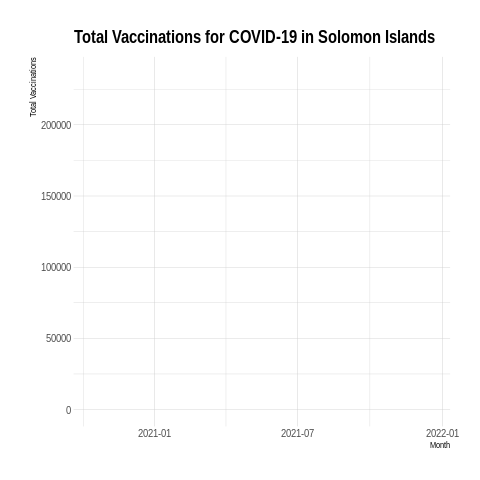 Total Vaccinations for COVID-19 in Solomon Islands
Total Vaccinations
200000
150000
100000
50000
0
2021-01 2021-07 2022-01
Month